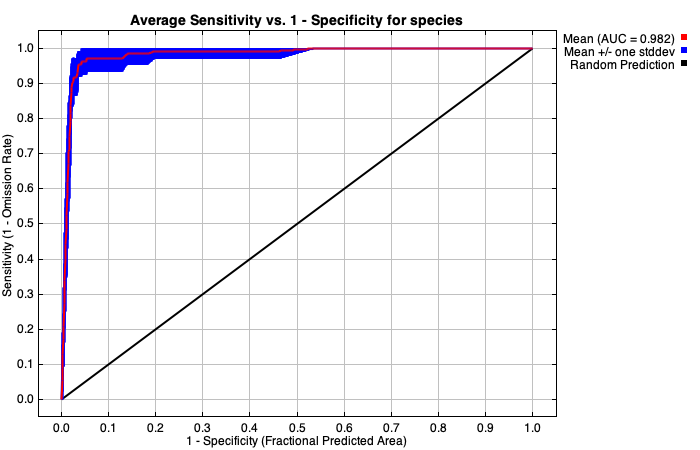 Average Sensitivity vs. 1 - Specificity for species
Mean (AUC = 0.982)
Mean +/- one stddev
Random Prediction
Sensitivity (1 - Omission Rate)
1.0
0.9
0.8
0.7
0.6
0.5
0.4
0.3
0.2
0.1
0.0
0.0 0.1 0.2 0.3 0.4 0.5 0.6 0.7 0.8 0.9 1.0
1 - Specificity (Fractional Predicted Area)